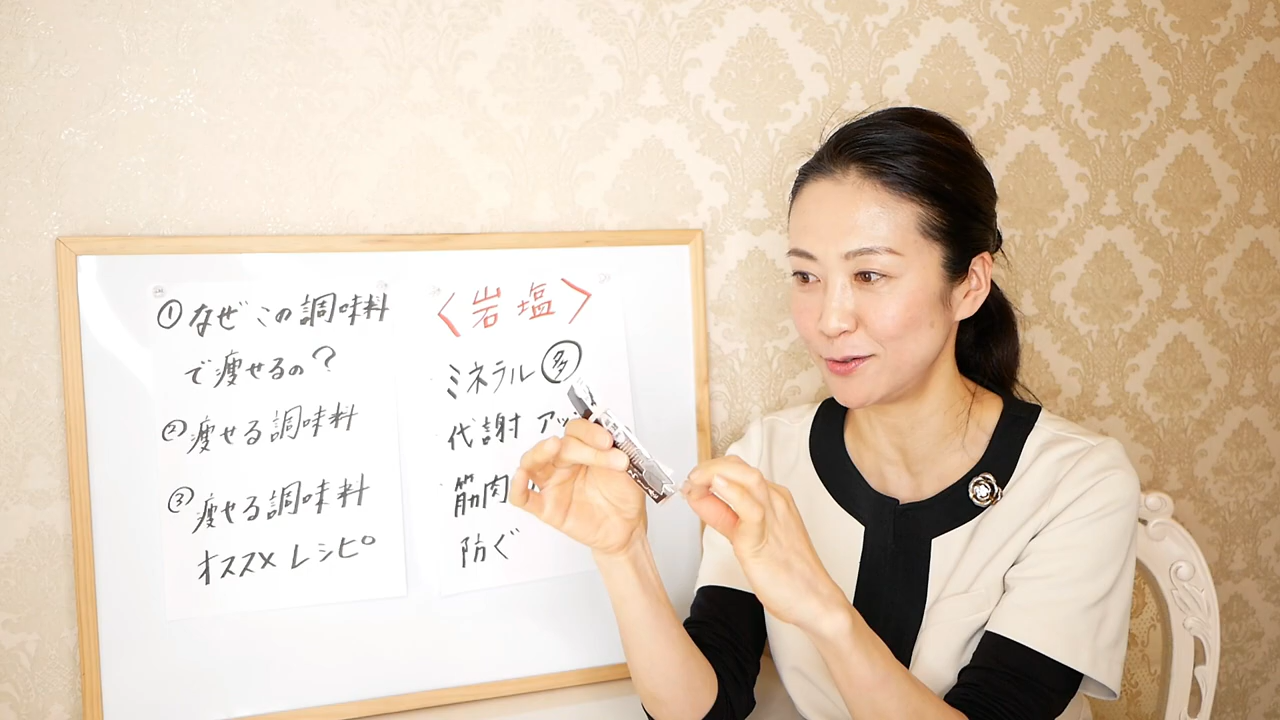 ①なぜこの調味料
で痩せるの?
②痩せる調味料
③痩せる調味料
オススメレシピ
〈岩塩〉
ミネラル多
代謝 アッ
筋肉
防ぐ